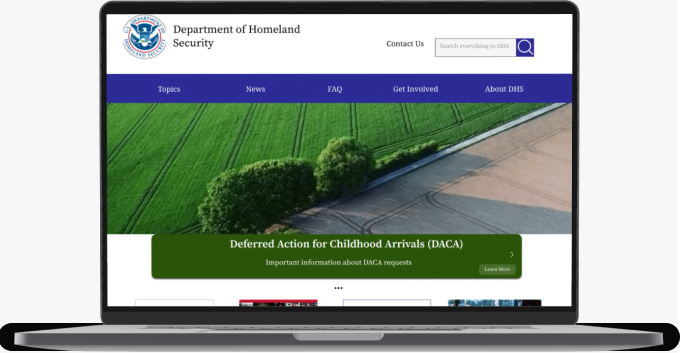 Department of Homeland
Security
Contact Us
Search everything in DHS
Topics
News
FAQ
Get Involved
About DHS
Deferred Action for Childhood Arrivals (DACA)
Important information about DACA requests
Learn More